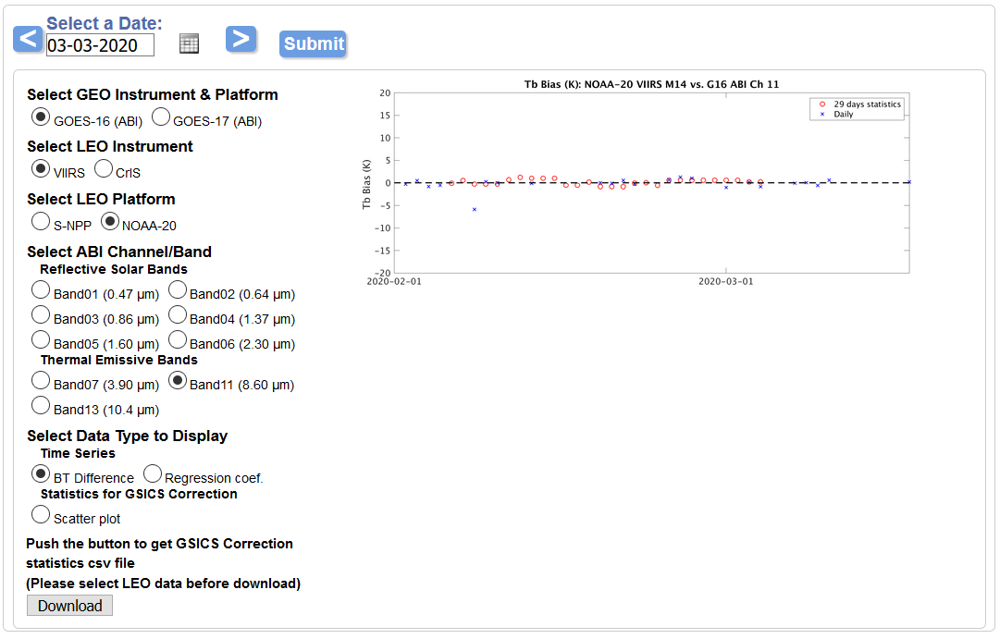 Select a Date:
< 03-03-2020 > Submit
Select GEO Instrument & Platform
GOES-16 (ABI) GOES-17 (ABI)
Select LEO Instrument
VIIRS CrIS
Select LEO Platform
S-NPP NOAA-20
Select ABI Channel/Band
Reflective Solar Bands
Band01 (0.47 µm) Band02 (0.64 µm)
Band03 (0.86 µm) Band04 (1.37 µm)
Band05 (1.60 µm) Band06 (2.30 µm)
Thermal Emissive Bands
Band07 (3.90 µm) Band11 (8.60 µm)
Band13 (10.4 µm)
Select Data Type to Display
Time Series
BT Difference Regression coef.
Statistics for GSICS Correction
Scatter plot
Push the button to get GSICS Correction
statistics csv file
(Please select LEO data before download)
Download
Tb Bias (K): NOAA-20 VIIRS M14 vs. G16 ABI Ch 11
29 days statistics
Daily
Tb Bias (K)
20
15
10
5
0
-5
-10
-15
-20
2020-02-01 2020-03-01